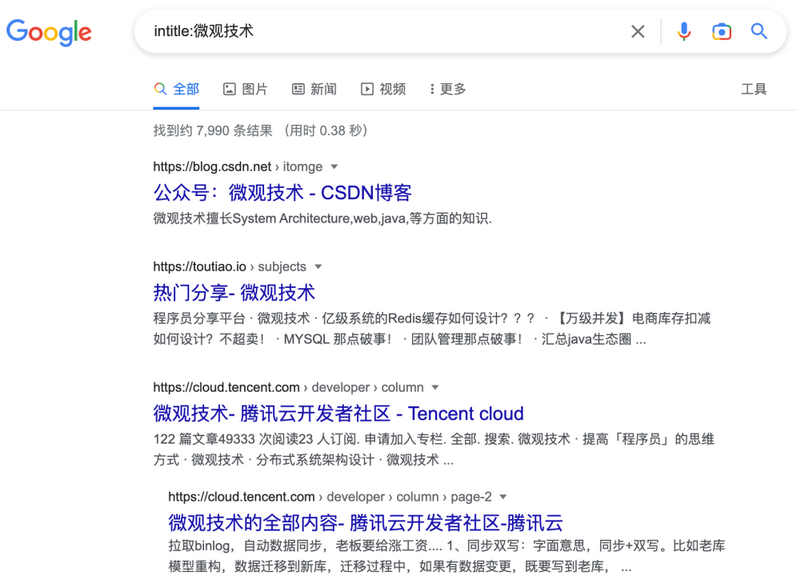 Google
intitle:微观技术
全部 图片 新闻 视频 更多 工具
找到约 7,990 条结果 （用时 0.38 秒）
https://blog.csdn.net › itomge
公众号：微观技术 - CSDN博客
微观技术擅长System Architecture,web,java,等方面的知识.
https://toutiao.io › subjects
热门分享- 微观技术
程序员分享平台 · 微观技术 · 亿级系统的Redis缓存如何设计？？？ · 【万级并发】电商库存扣减
如何设计？不超卖！ · MYSQL 那点破事！ · 团队管理那点破事！ · 汇总java生态圈 ...
https://cloud.tencent.com › developer › column
微观技术- 腾讯云开发者社区 - Tencent cloud
122 篇文章49333 次阅读23 人订阅. 申请加入专栏. 全部. 搜索. 微观技术 · 提高「程序员」的思维
方式 · 微观技术 · 分布式系统架构设计 · 微观技术 ...
https://cloud.tencent.com › developer › column › page-2
微观技术的全部内容- 腾讯云开发者社区-腾讯云
拉取binlog，自动数据同步，老板要给涨工资.... 1、同步双写：字面意思，同步+双写。比如老库
模型重构，数据迁移到新库，迁移过程中，如果有数据变更，既要写到老库， ...